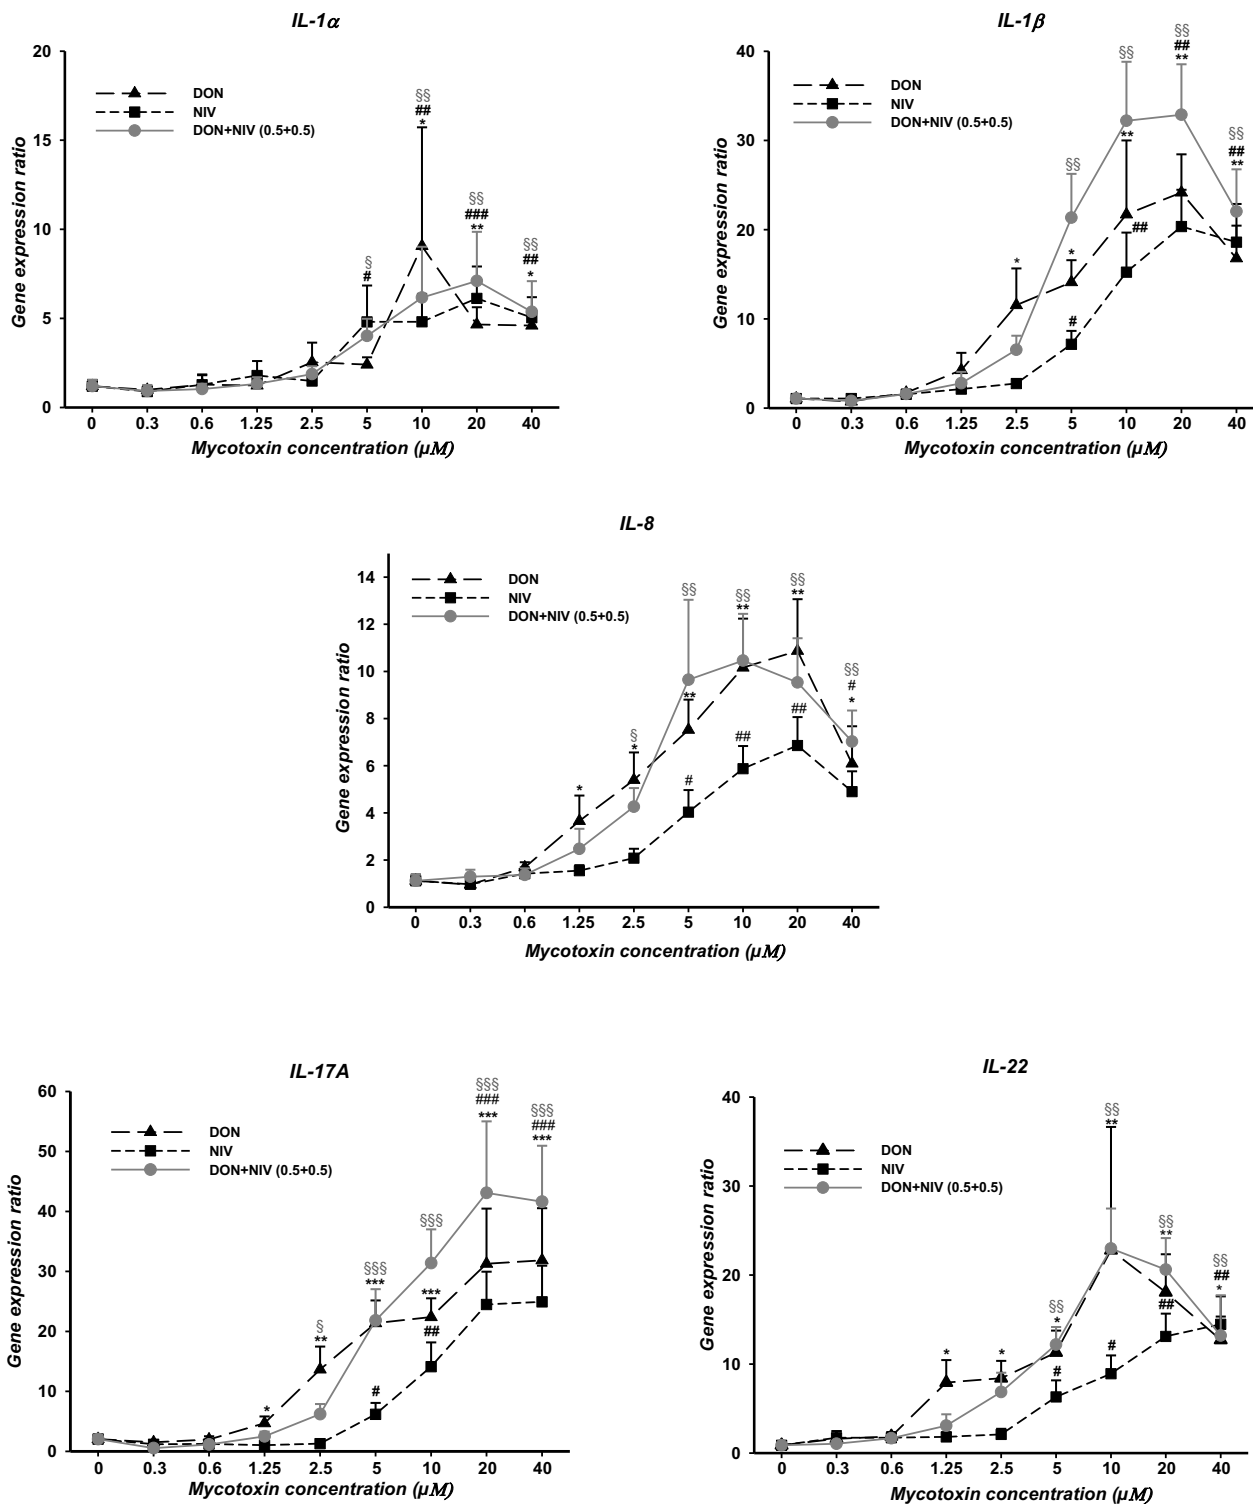 IL-1α
20
15
10
5
0
Gene expression ratio
DON
NIV
DON+NIV (0.5+0.5)
§
#
§§
##
*
§§
###
**
§§
##
*
0 0.3 0.6 1.25 2.5 5 10 20 40
Mycotoxin concentration (µM)
IL-1β
40
30
20
10
0
Gene expression ratio
DON
NIV
DON+NIV (0.5+0.5)
*
§§
*
#
§§
**
##
§§
##
**
§§
##
**
0 0.3 0.6 1.25 2.5 5 10 20 40
Mycotoxin concentration (µM)
IL-8
14
12
10
8
6
4
2
0
Gene expression ratio
DON
NIV
DON+NIV (0.5+0.5)
*
§
*
§§
**
#
§§
**
##
§§
**
##
§§
#
*
0 0.3 0.6 1.25 2.5 5 10 20 40
Mycotoxin concentration (µM)
IL-17A
60
50
40
30
20
10
0
Gene expression ratio
DON
NIV
DON+NIV (0.5+0.5)
*
§
**
§§§
***
#
§§§
***
##
§§§
###
***
§§§
###
***
0 0.3 0.6 1.25 2.5 5 10 20 40
Mycotoxin concentration (µM)
IL-22
40
30
20
10
0
Gene expression ratio
DON
NIV
DON+NIV (0.5+0.5)
*
*
§§
*
#
§§
**
#
§§
**
##
§§
##
*
0 0.3 0.6 1.25 2.5 5 10 20 40
Mycotoxin concentration (µM)